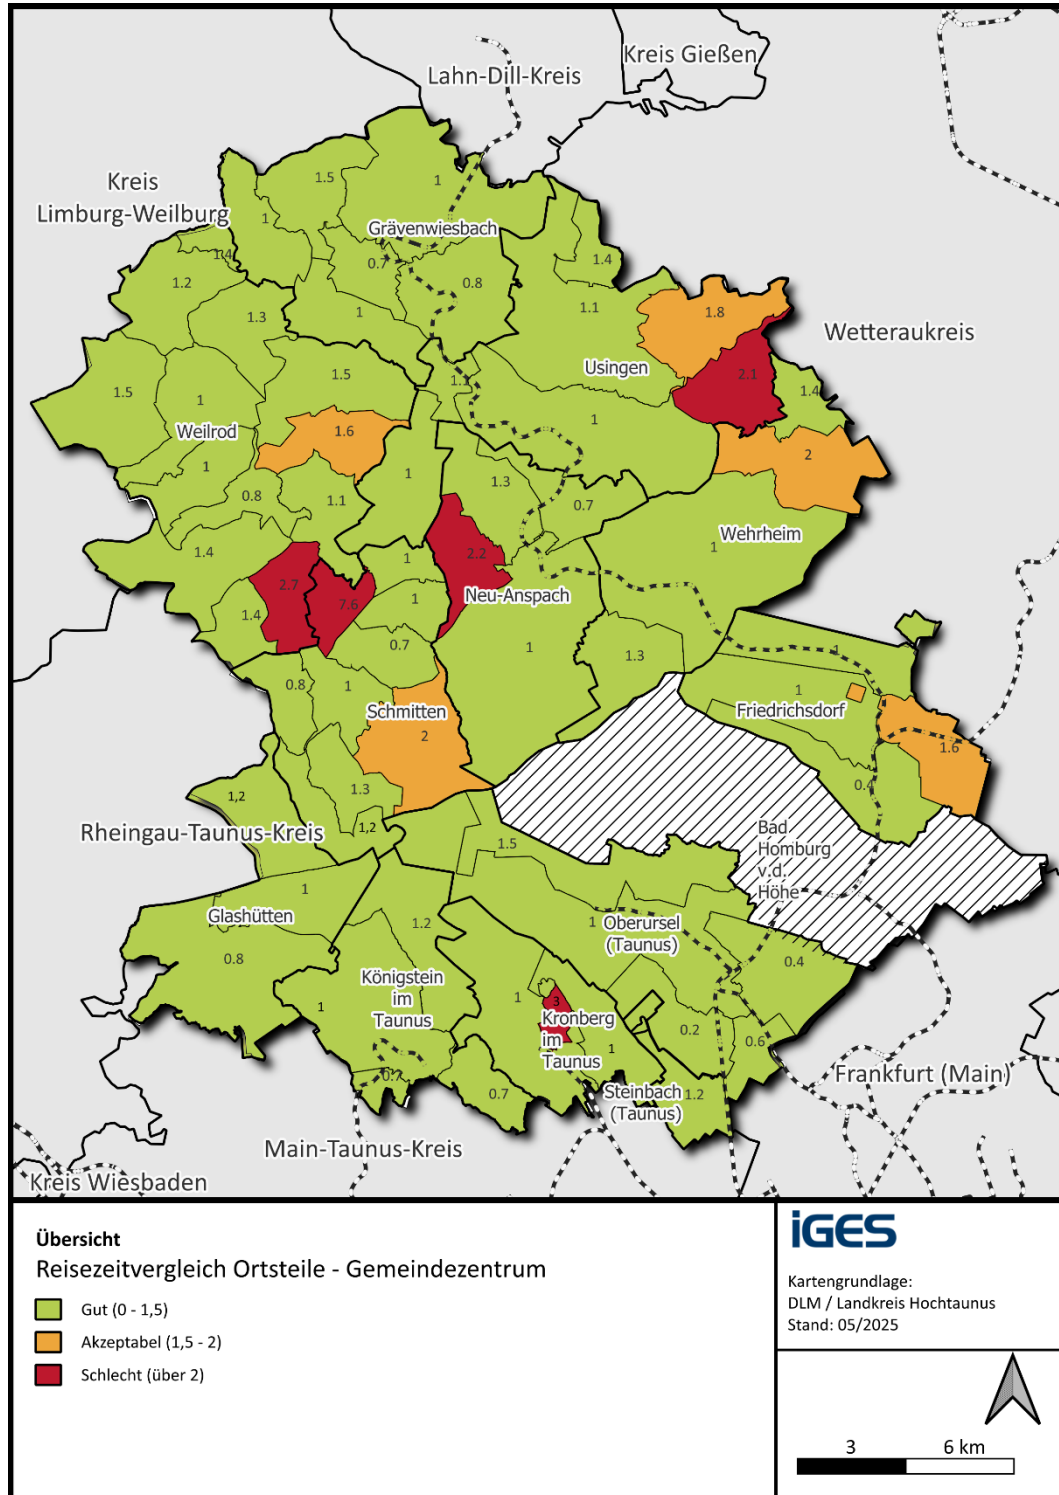 Kreis Gießen
Lahn-Dill-Kreis
Kreis
Limburg-Weilburg
1.5
1
1
Grävenwiesbach
1.4
0.7
1.4
1.2
0.8
1.3
1
1.1
1.8
Wetteraukreis
Usingen
2.1
1.5
1.5
1
1.1
1.4
1
Weilrod
1.6
2
1
1
1.3
0.8
1.1
0.7
Wehrheim
1.4
1
1
2.2
2.7
7.6
1
Neu-Anspach
1.4
0.7
1
1.3
1
0.8
1
1
Friedrichsdorf
Schmitten
2
1.6
0.4
1.3
1,2
1,2
Rheingau-Taunus-Kreis
Bad
Homburg
v.d.
Höhe
1.5
1
Glashütten
1.2
1
Oberursel
(Taunus)
0.8
0.4
Königstein
im
Taunus
1
1
3
Kronberg
im
Taunus
1
0.2
0.6
0.7
0.7
Steinbach
(Taunus)
1.2
Frankfurt (Main)
Main-Taunus-Kreis
Kreis Wiesbaden
Übersicht
Reisezeitvergleich Ortsteile - Gemeindezentrum
Gut (0 - 1,5)
Akzeptabel (1,5 - 2)
Schlecht (über 2)
iGES
Kartengrundlage:
DLM / Landkreis Hochtaunus
Stand: 05/2025
3 6 km